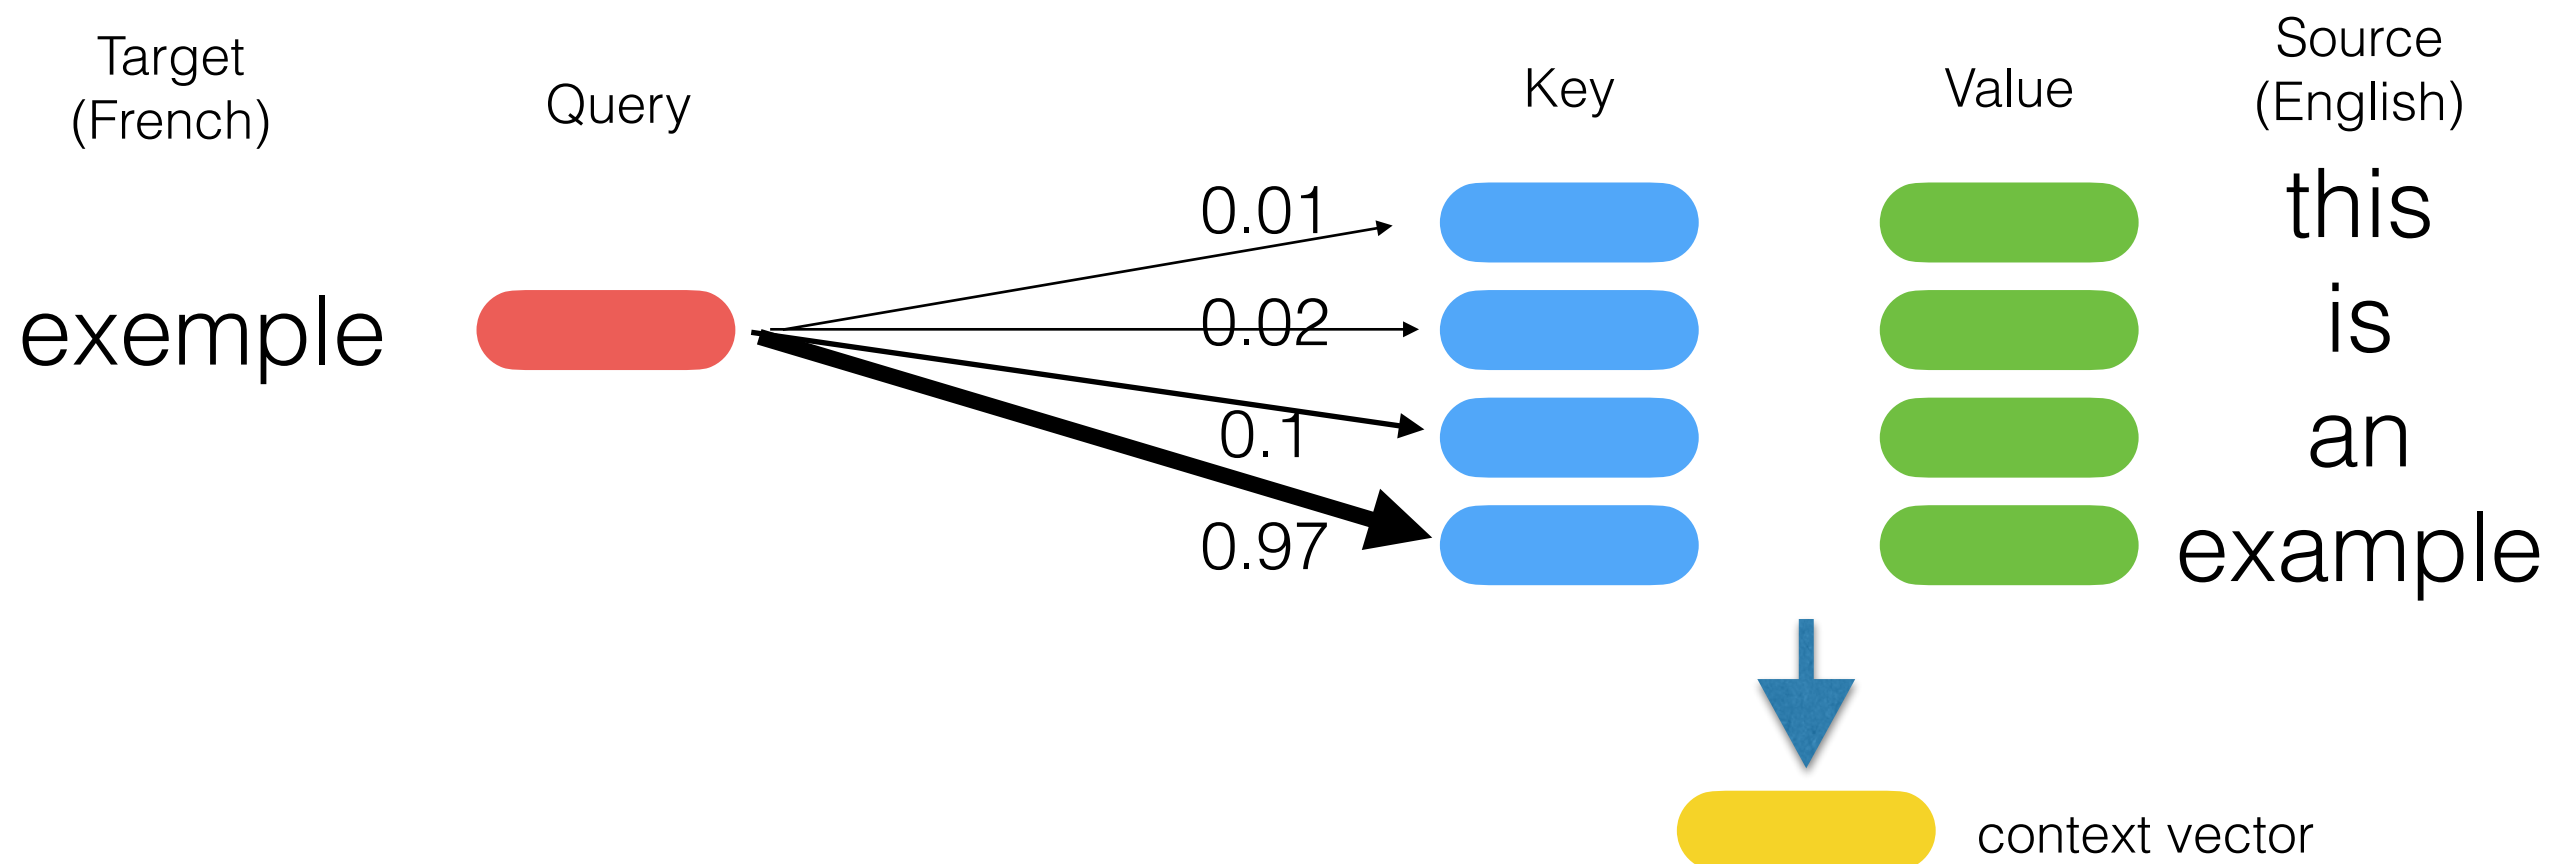 Target
(French)
Query
Key
Value
Source
(English)
0.01
this
exemple
0.02
is
0.1
an
0.97
example
context vector